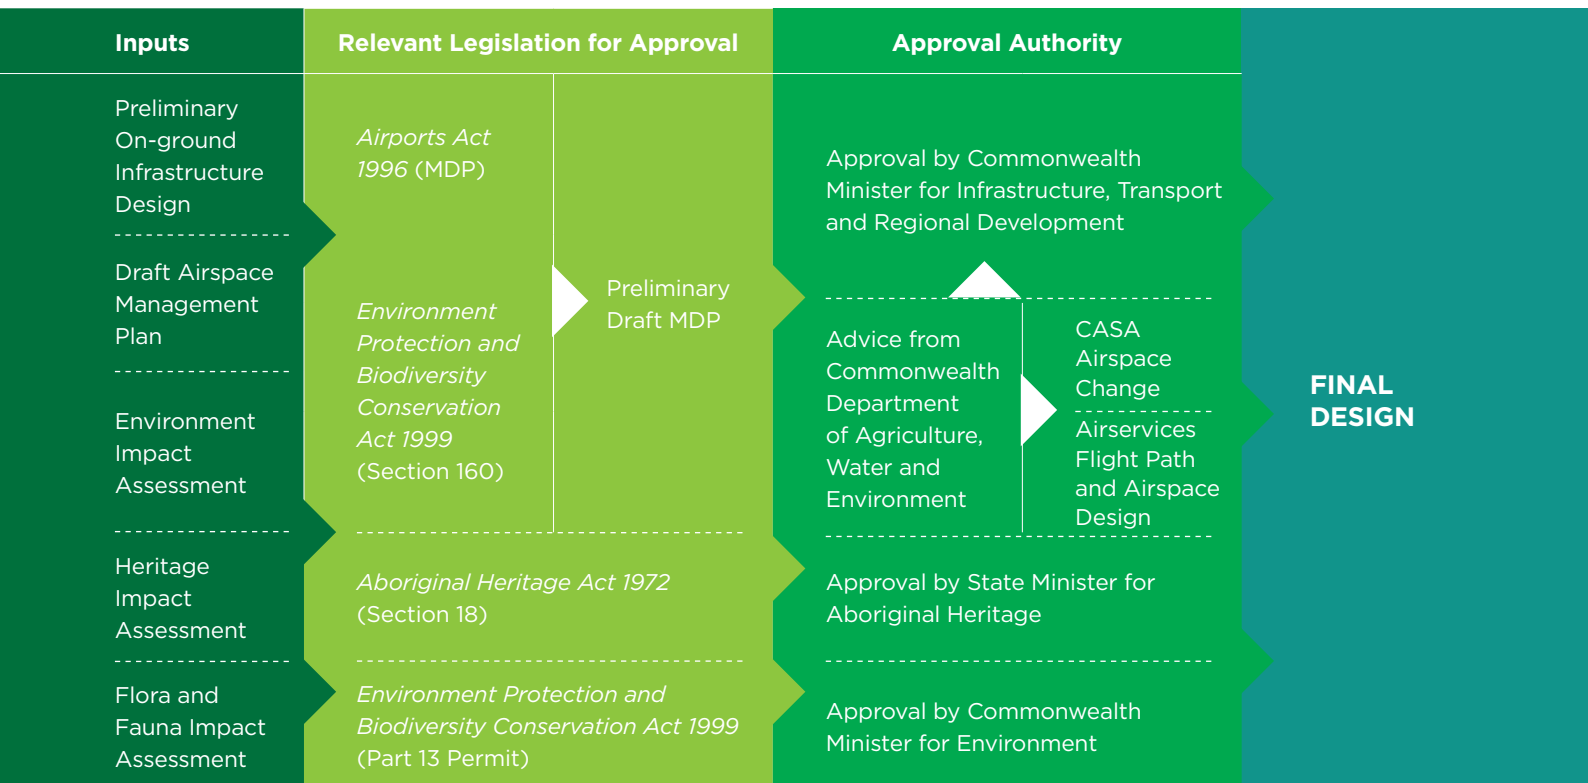 Inputs
Relevant Legislation for Approval
Approval Authority
Preliminary
On-ground
Infrastructure
Design
Draft Airspace
Management
Plan
Environment
Impact
Assessment
Heritage
Impact
Assessment
Flora and
Fauna Impact
Assessment
Airports Act
1996 (MDP)
Environment
Protection and
Biodiversity
Conservation
Act 1999
(Section 160)
Preliminary
Draft MDP
Aboriginal Heritage Act 1972
(Section 18)
Environment Protection and
Biodiversity Conservation Act 1999
(Part 13 Permit)
Approval by Commonwealth
Minister for Infrastructure, Transport
and Regional Development
Advice from
Commonwealth
Department
of Agriculture,
Water and
Environment
CASA
Airspace
Change
Airservices
Flight Path
and Airspace
Design
Approval by State Minister for
Aboriginal Heritage
Approval by Commonwealth
Minister for Environment
FINAL
DESIGN